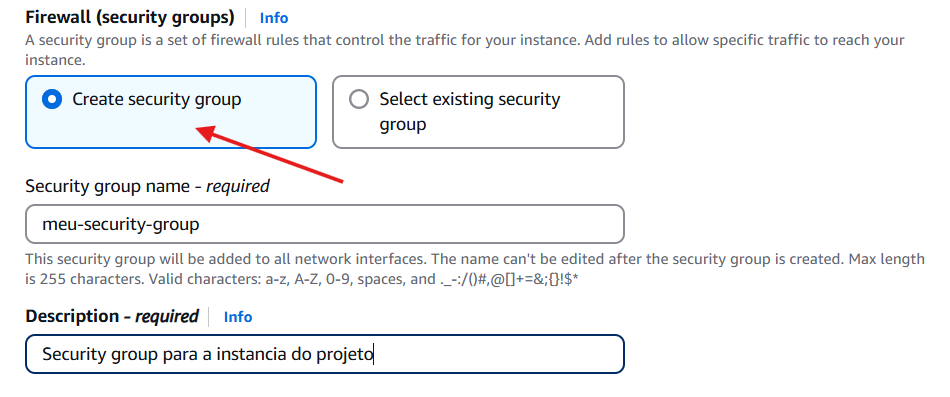 Firewall (security groups) Info
A security group is a set of firewall rules that control the traffic for your instance. Add rules to allow specific traffic to reach your
instance.
Create security group
Select existing security
group
Security group name - required
meu-security-group
This security group will be added to all network interfaces. The name can't be edited after the security group is created. Max length
is 255 characters. Valid characters: a-z, A-Z, 0-9, spaces, and ._-:/()#,@[]+=&;{}!$*
Description - required Info
Security group para a instancia do projeto